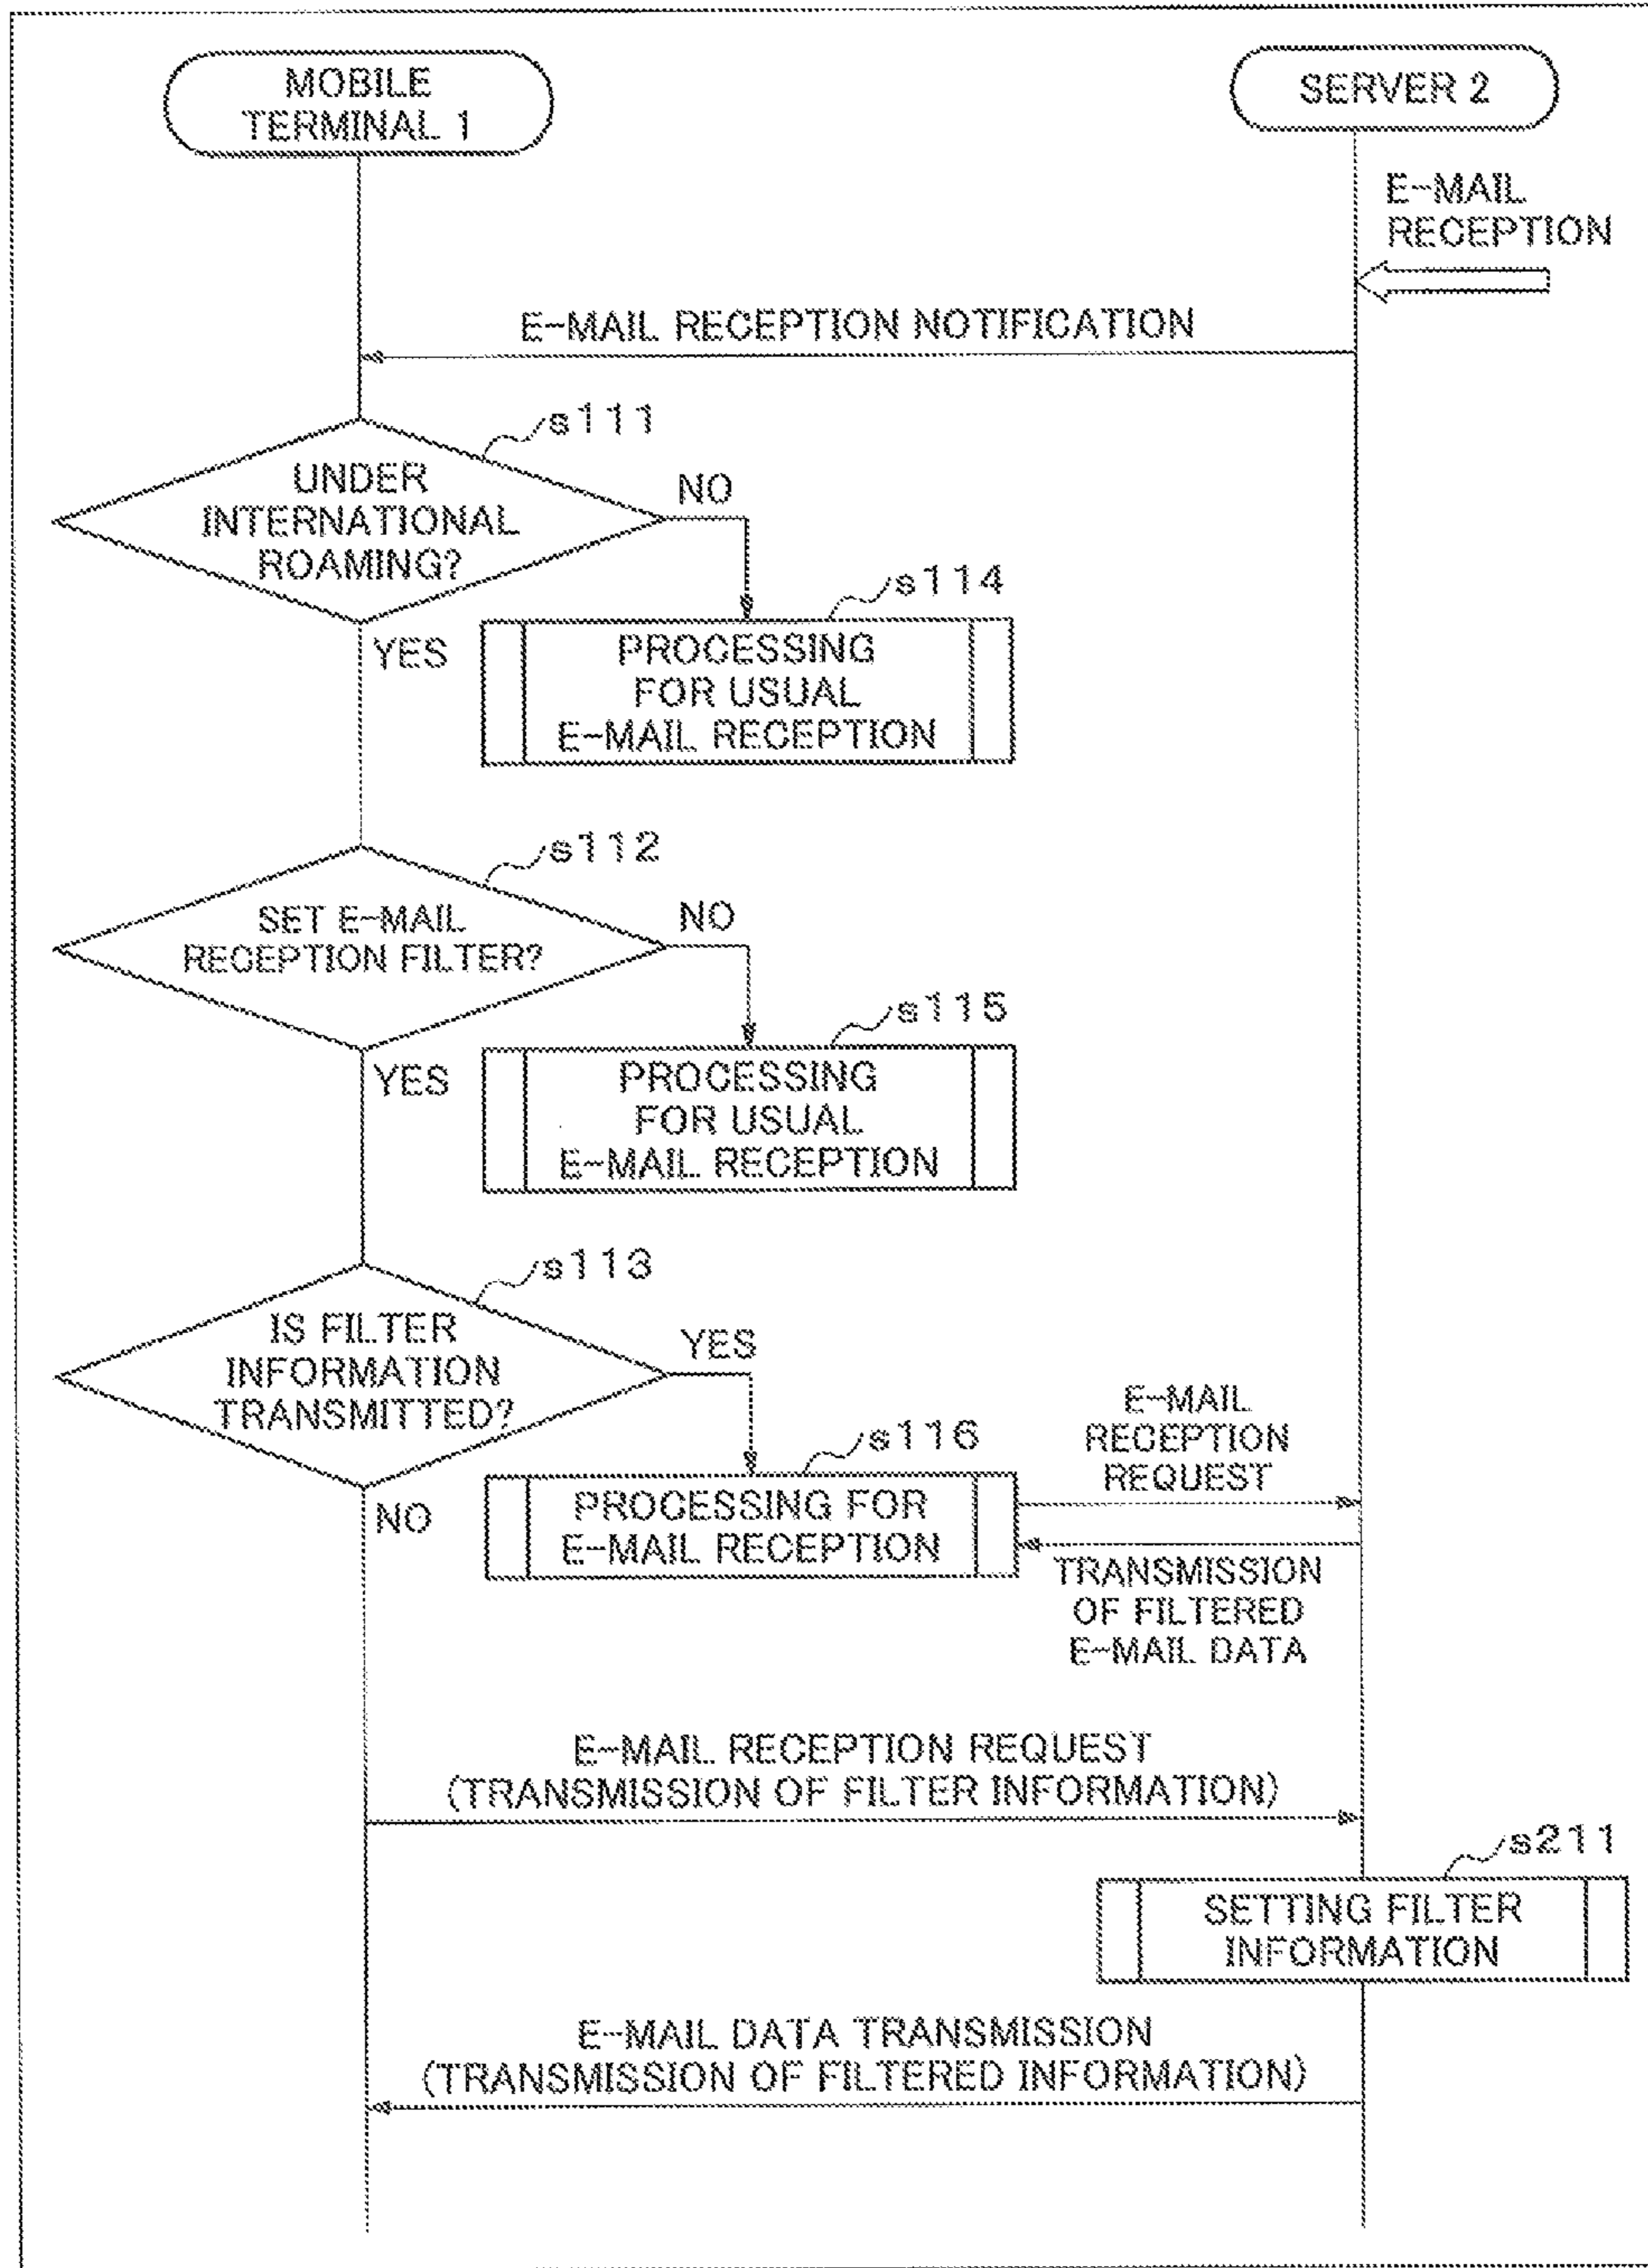 MOBILE
TERMINAL 1
SERVER 2
E-MAIL
RECEPTION
E-MAIL RECEPTION NOTIFICATION
s111
UNDER
INTERNATIONAL
ROAMING?
NO
YES
s114
PROCESSING
FOR USUAL
E-MAIL RECEPTION
s112
SET E-MAIL
RECEPTION FILTER?
NO
YES
s115
PROCESSING
FOR USUAL
E-MAIL RECEPTION
s113
IS FILTER
INFORMATION
TRANSMITTED?
YES
NO
s116
PROCESSING FOR
E-MAIL RECEPTION
E-MAIL
RECEPTION
REQUEST
TRANSMISSION
OF FILTERED
E-MAIL DATA
E-MAIL RECEPTION REQUEST
(TRANSMISSION OF FILTER INFORMATION)
s211
SETTING FILTER
INFORMATION
E-MAIL DATA TRANSMISSION
(TRANSMISSION OF FILTERED INFORMATION)